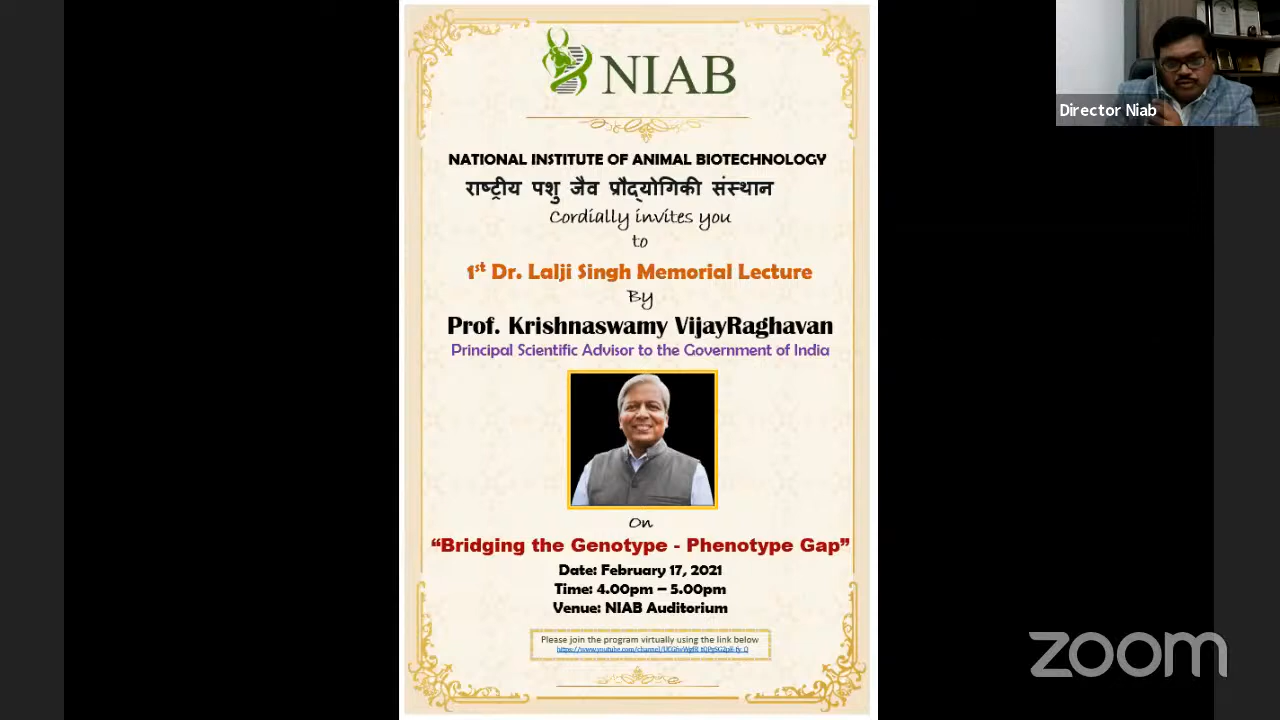 NIAB
NATIONAL INSTITUTE OF ANIMAL BIOTECHNOLOGY
राष्ट्रीय पशु जैव प्रौद्योगिकी संस्थान
Cordially invites you
to
1st Dr. Lalji Singh Memorial Lecture
By
Prof. Krishnaswamy VijayRaghavan
Principal Scientific Advisor to the Government of India
On
“Bridging the Genotype - Phenotype Gap”
Date: February 17, 2021
Time: 4.00pm – 5.00pm
Venue: NIAB Auditorium
Please join the program virtually using the link below
Director Niab
zoom